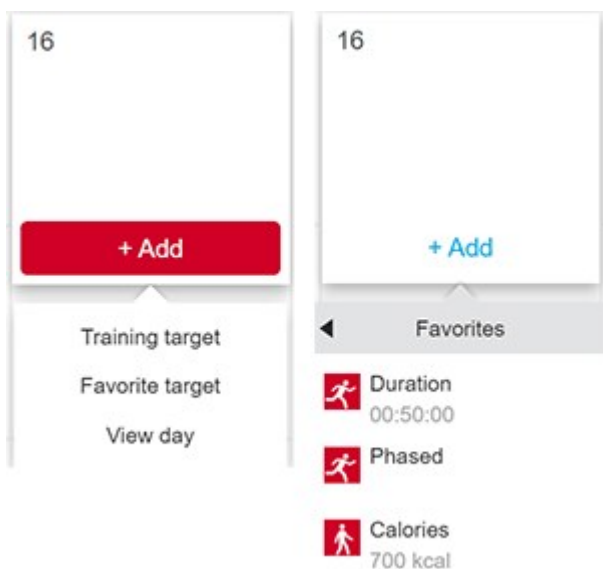 16
+ Add
Training target
Favorite target
View day
16
+ Add
Favorites
Duration
00:50:00
Phased
Calories
700 kcal